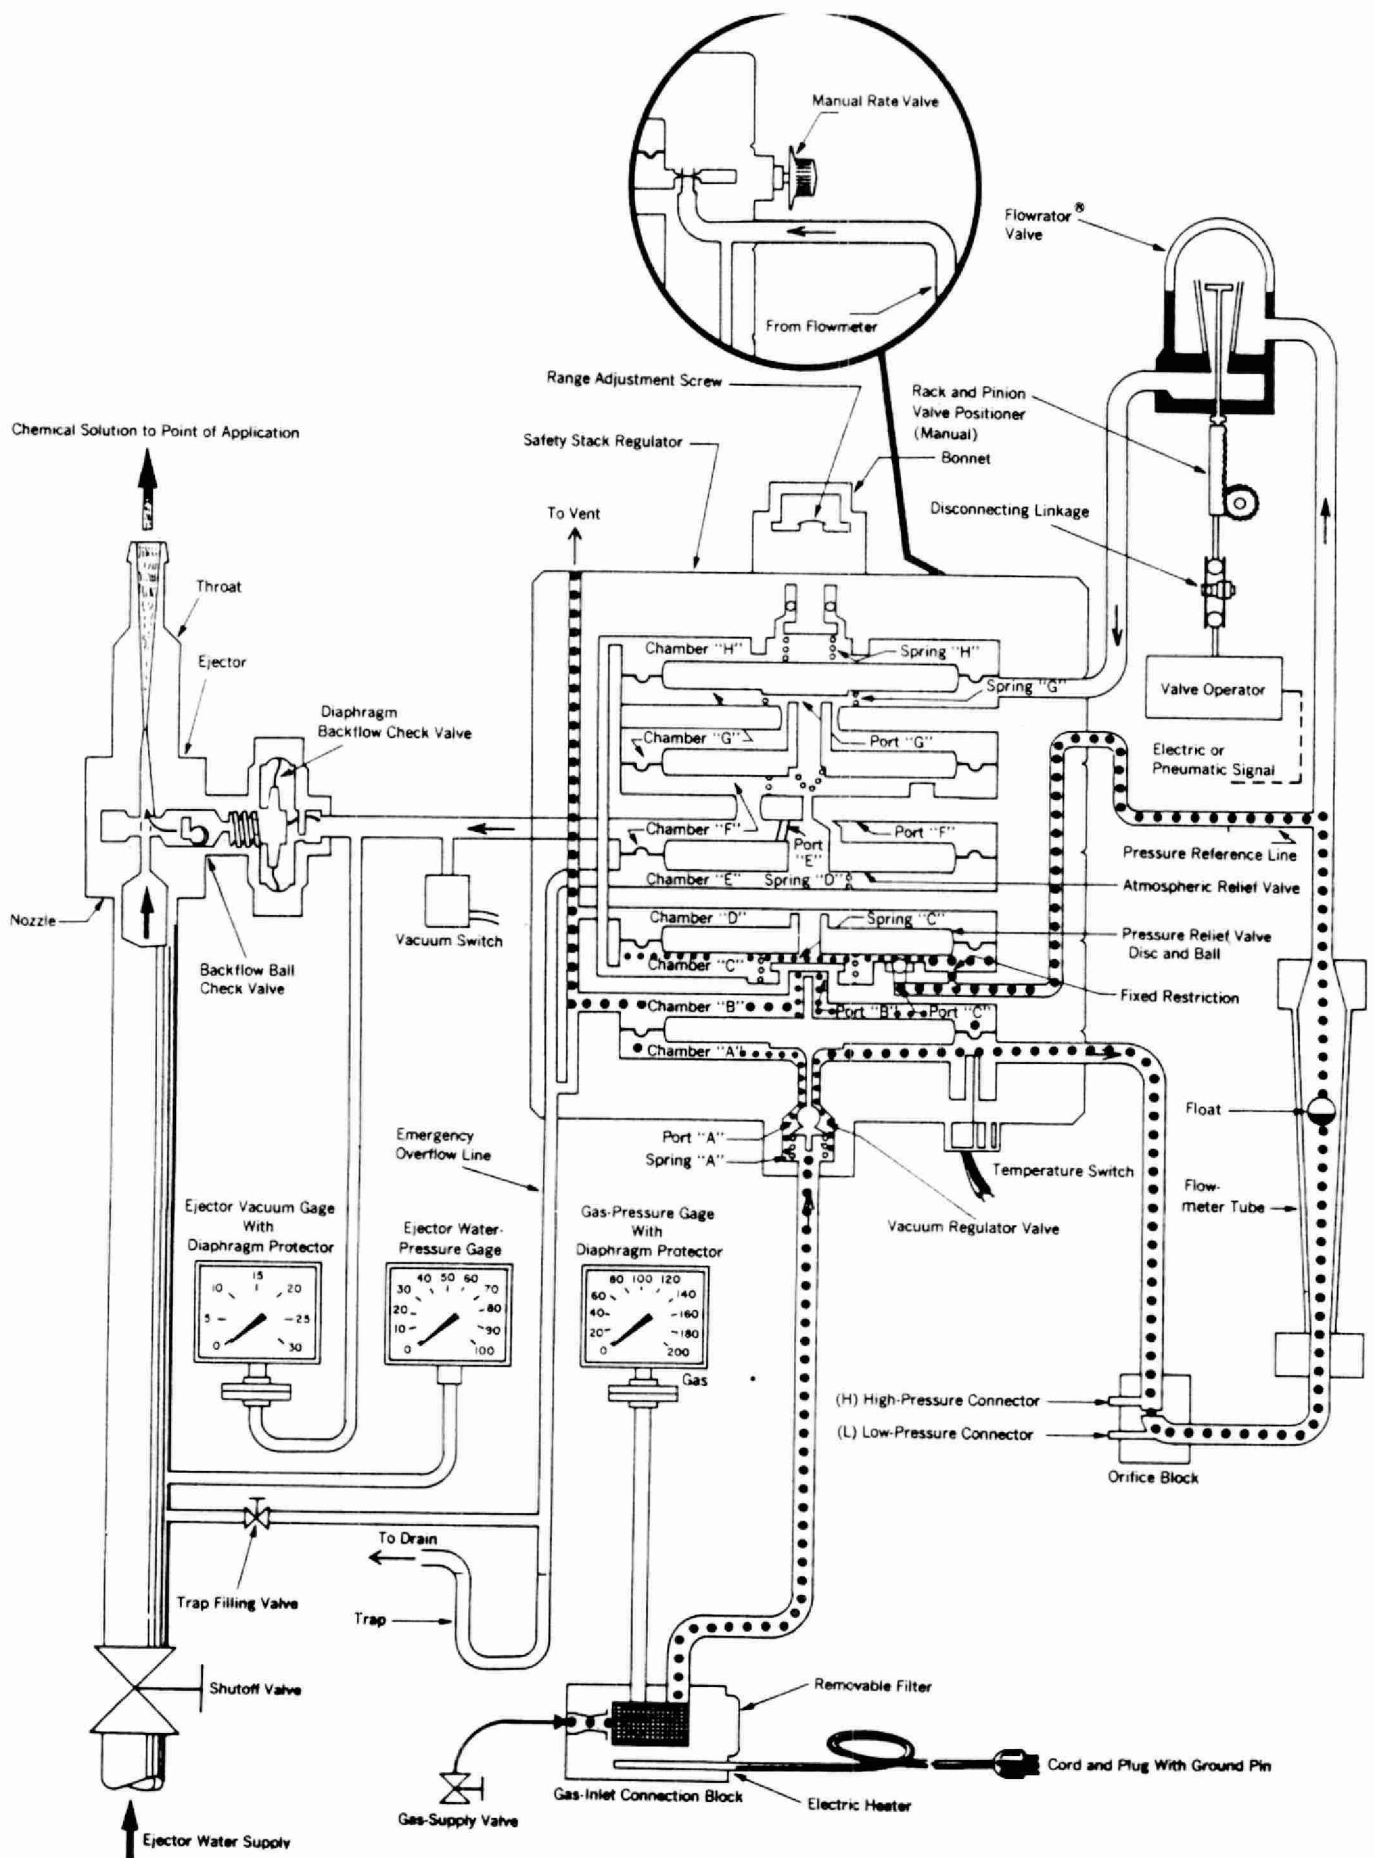 Manual Rate Valve
From Flowmeter
Flowrator®
Valve
Range Adjustment Screw
Rack and Pinion
Valve Positioner
(Manual)
Chemical Solution to Point of Application
Safety Stack Regulator
Bonnet
To Vent
Disconnecting Linkage
Throat
Ejector
Chamber "H"
Spring "H"
Spring "G"
Valve Operator
Diaphragm
Backflow Check Valve
Chamber "G"
Port "G"
Electric or
Pneumatic Signal
Chamber "F"
Port "F"
Port
"E"
Pressure Reference Line
Chamber "E"
Spring "D"
Atmospheric Relief Valve
Nozzle
Vacuum Switch
Chamber "D"
Spring "C"
Pressure Relief Valve
Disc and Ball
Backflow Ball
Check Valve
Chamber "C"
Fixed Restriction
Chamber "B"
Port "B"
Port "C"
Chamber "A"
Float
Port "A"
Spring "A"
Emergency
Overflow Line
Temperature Switch
Flow-
meter Tube
Vacuum Regulator Valve
Ejector Vacuum Gage
With
Diaphragm Protector
Ejector Water-
Pressure Gage
Gas-Pressure Gage
With
Diaphragm Protector
0 5 10 15 20 25 30
0 10 20 30 40 50 60 70 80 90 100
0 20 40 60 80 100 120 140 160 180 200
Gas
(H) High-Pressure Connector
(L) Low-Pressure Connector
Orifice Block
To Drain
Trap Filling Valve
Trap
Shutoff Valve
Removable Filter
Cord and Plug With Ground Pin
Gas-Inlet Connection Block
Electric Heater
Gas-Supply Valve
Ejector Water Supply